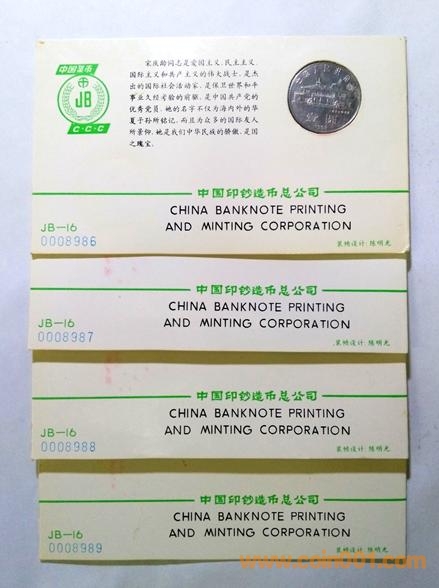 中国造币
JB
C·C·C
宋庆龄同志是爱国主义、民主主义、
国际主义和共产主义的伟大战士，是杰
出的国际社会活动家，是保卫世界和平
事业久经考验的前驱，是中国共产党的
优秀党员。她的名字不仅为海内外的华
夏子孙所铭记，而且为众多的国际友人
所景仰。她是我们中华民族的骄傲，是国
之瑰宝。
壹圆
中国印钞造币总公司
CHINA BANKNOTE PRINTING
AND MINTING CORPORATION
JB-16
0008986
装帧设计：陈明光
中国印钞造币总公司
CHINA BANKNOTE PRINTING
AND MINTING CORPORATION
JB-16
0008987
装帧设计：陈明光
中国印钞造币总公司
CHINA BANKNOTE PRINTING
AND MINTING CORPORATION
JB-16
0008988
装帧设计：陈明光
中国印钞造币总公司
CHINA BANKNOTE PRINTING
AND MINTING CORPORATION
JB-16
0008989
装帧设计：陈明光